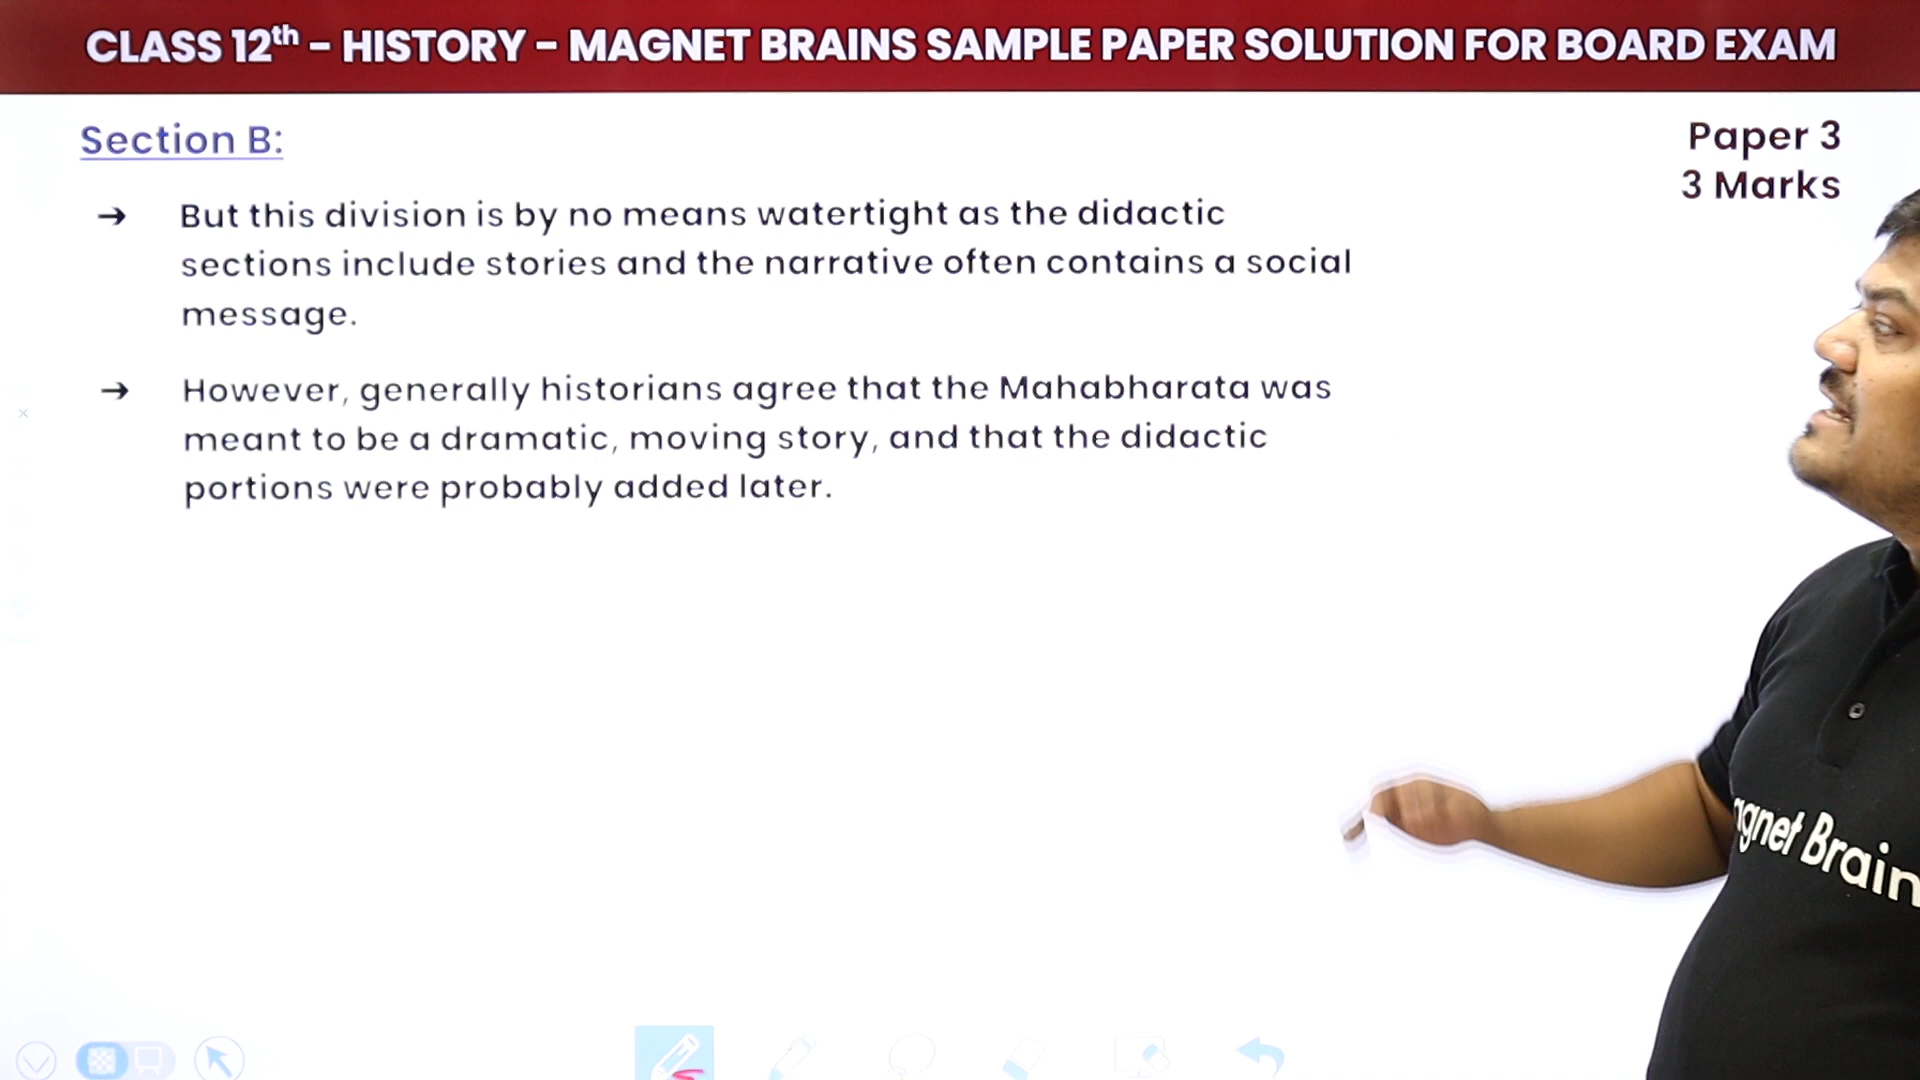 CLASS 12th – HISTORY – MAGNET BRAINS SAMPLE PAPER SOLUTION FOR BOARD EXAM
Section B:
Paper 3
3 Marks
→ But this division is by no means watertight as the didactic
sections include stories and the narrative often contains a social
message.
→ However, generally historians agree that the Mahabharata was
meant to be a dramatic, moving story, and that the didactic
portions were probably added later.
agnet Brain